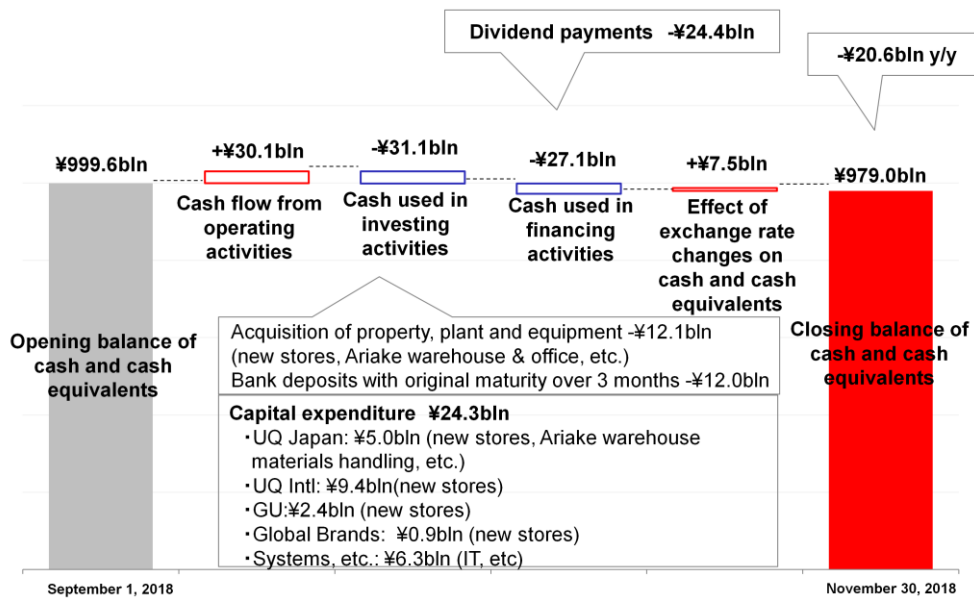 Dividend payments -¥24.4bln
-¥20.6bln y/y
¥999.6bln
+¥30.1bln
-¥31.1bln
-¥27.1bln
+¥7.5bln
¥979.0bln
Cash flow from
operating
activities
Cash used in
investing
activities
Cash used in
financing
activities
Effect of
exchange rate
changes on
cash and cash
equivalents
Opening balance of
cash and cash
equivalents
Acquisition of property, plant and equipment -¥12.1bln
(new stores, Ariake warehouse & office, etc.)
Bank deposits with original maturity over 3 months -¥12.0bln
Closing balance of
cash and cash
equivalents
Capital expenditure ¥24.3bln
・UQ Japan: ¥5.0bln (new stores, Ariake warehouse
materials handling, etc.)
・UQ Intl: ¥9.4bln(new stores)
・GU:¥2.4bln (new stores)
・Global Brands: ¥0.9bln (new stores)
・Systems, etc.: ¥6.3bln (IT, etc)
September 1, 2018
November 30, 2018